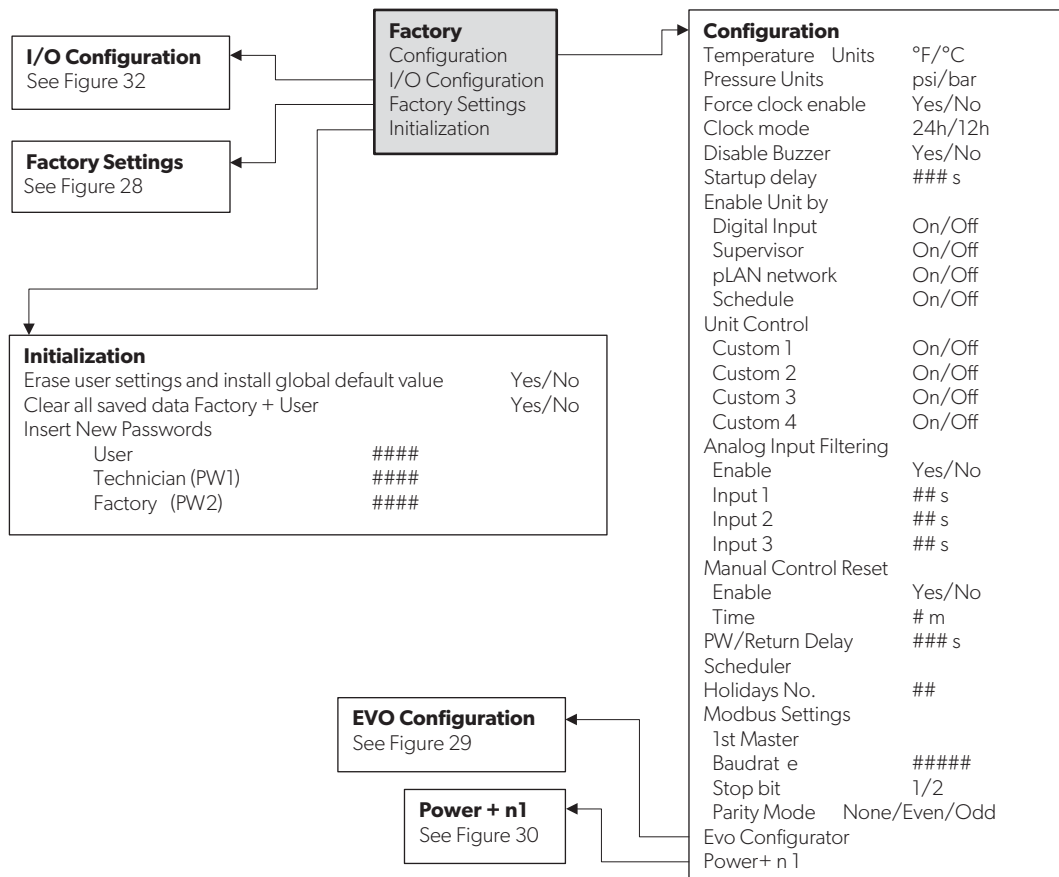 Factory
Configuration
I/O Configuration
Factory Settings
Initialization
I/O Configuration
See Figure 32
Factory Settings
See Figure 28
Initialization
Erase user settings and install global default value Yes/No
Clear all saved data Factory + User Yes/No
Insert New Passwords
User ####
Technician (PW1) ####
Factory (PW2) ####
Configuration
Temperature Units °F/°C
Pressure Units psi/bar
Force clock enable Yes/No
Clock mode 24h/12h
Disable Buzzer Yes/No
Startup delay ### s
Enable Unit by
Digital Input On/Off
Supervisor On/Off
pLAN network On/Off
Schedule On/Off
Unit Control
Custom 1 On/Off
Custom 2 On/Off
Custom 3 On/Off
Custom 4 On/Off
Analog Input Filtering
Enable Yes/No
Input 1 ## s
Input 2 ## s
Input 3 ## s
Manual Control Reset
Enable Yes/No
Time # m
PW/Return Delay ### s
Scheduler
Holidays No. ##
Modbus Settings
1st Master
Baudrat e #####
Stop bit 1/2
Parity Mode None/Even/Odd
Evo Configurator
Power+ n 1
EVO Configuration
See Figure 29
Power + n1
See Figure 30